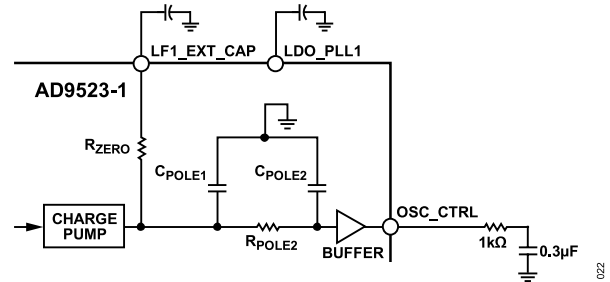 LF1_EXT_CAP
LDO_PLL1
AD9523-1
RZERO
CPOLE1
CPOLE2
OSC_CTRL
CHARGE
PUMP
RPOLE2
BUFFER
1kΩ
0.3µF
022